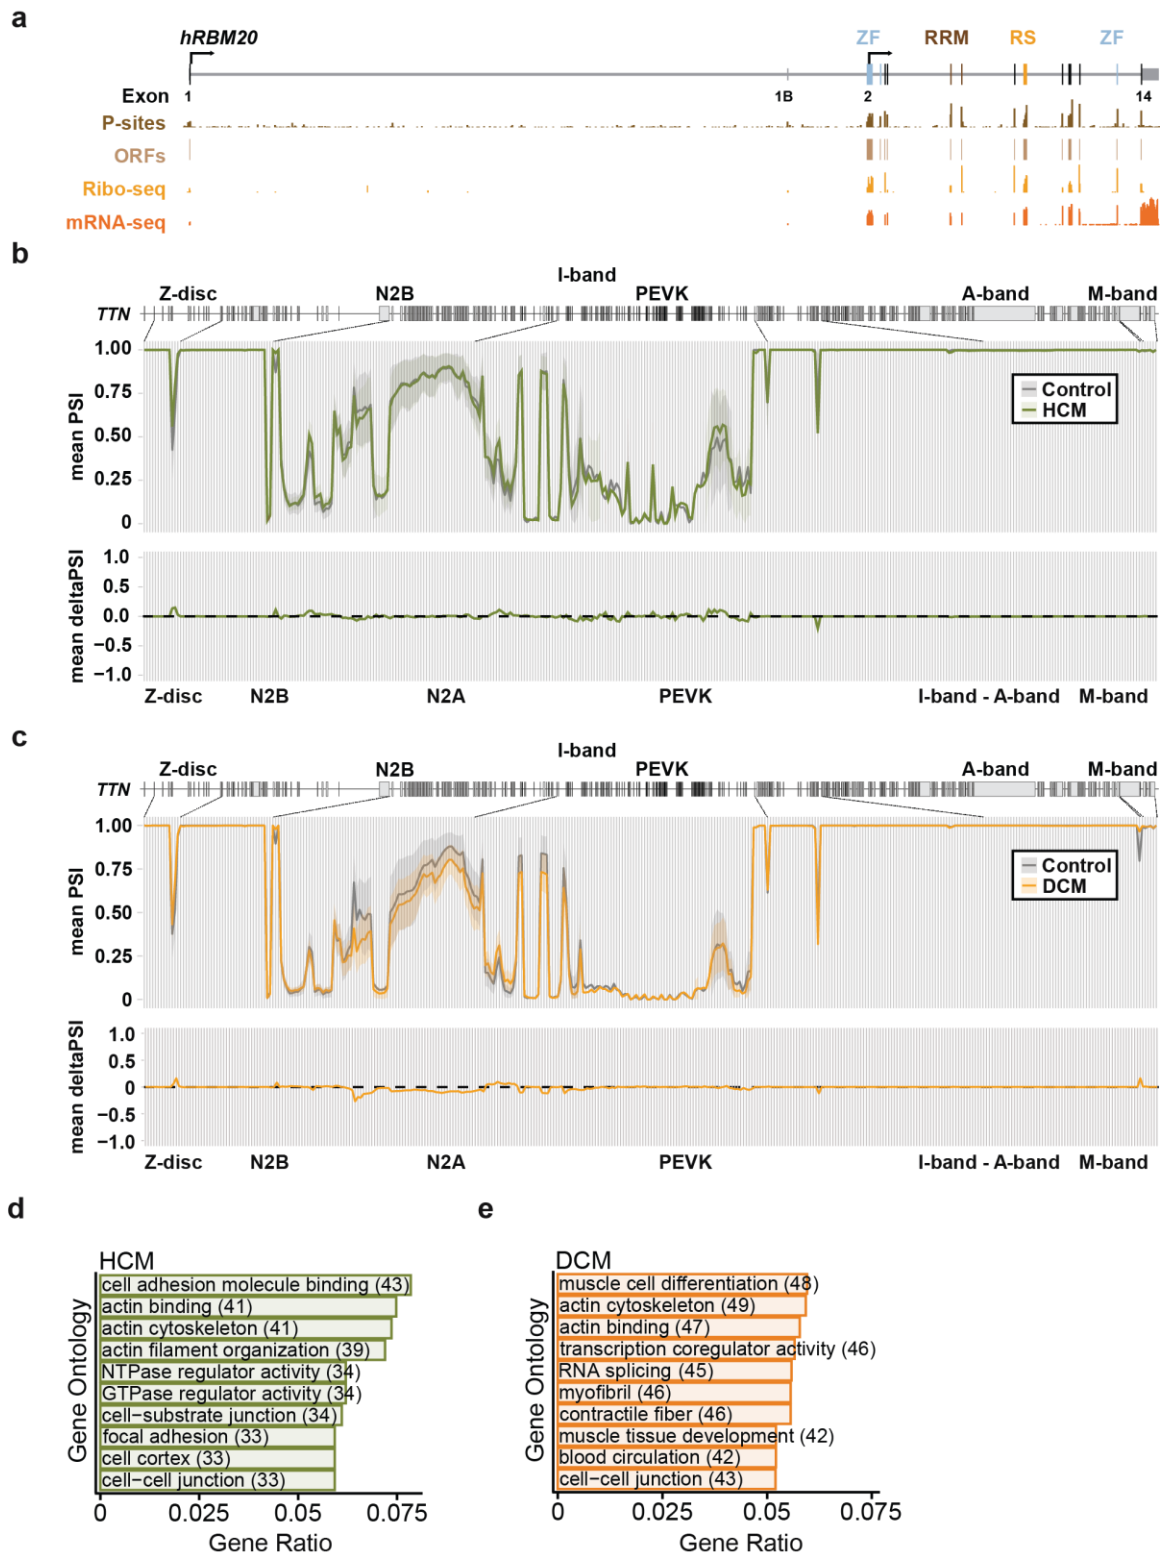 a
hRBM20
ZF RRM RS ZF
Exon 1 1B 2 14
P-sites
ORFs
Ribo-seq
mRNA-seq
b
I-band
Z-disc N2B PEVK A-band M-band
TTN
1.00
0.75
0.50
0.25
0
mean PSI
Control
HCM
1.0
0.5
0.0
−0.5
−1.0
mean deltaPSI
Z-disc N2B N2A PEVK I-band - A-band M-band
c
I-band
Z-disc N2B PEVK A-band M-band
TTN
1.00
0.75
0.50
0.25
0
mean PSI
Control
DCM
1.0
0.5
0
−0.5
−1.0
mean deltaPSI
Z-disc N2B N2A PEVK I-band - A-band M-band
d
HCM
Gene Ontology
cell adhesion molecule binding (43)
actin binding (41)
actin cytoskeleton (41)
actin filament organization (39)
NTPase regulator activity (34)
GTPase regulator activity (34)
cell−substrate junction (34)
focal adhesion (33)
cell cortex (33)
cell−cell junction (33)
0 0.025 0.05 0.075
Gene Ratio
e
DCM
Gene Ontology
muscle cell differentiation (48)
actin cytoskeleton (49)
actin binding (47)
transcription coregulator activity (46)
RNA splicing (45)
myofibril (46)
contractile fiber (46)
muscle tissue development (42)
blood circulation (42)
cell−cell junction (43)
0 0.025 0.05 0.075
Gene Ratio